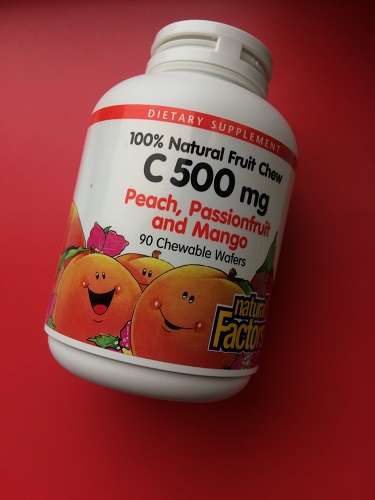 DIETARY SUPPLEMENT
100% Natural Fruit Chew
C 500 mg
Peach, Passionfruit
and Mango
90 Chewable Wafers
natural
Factors